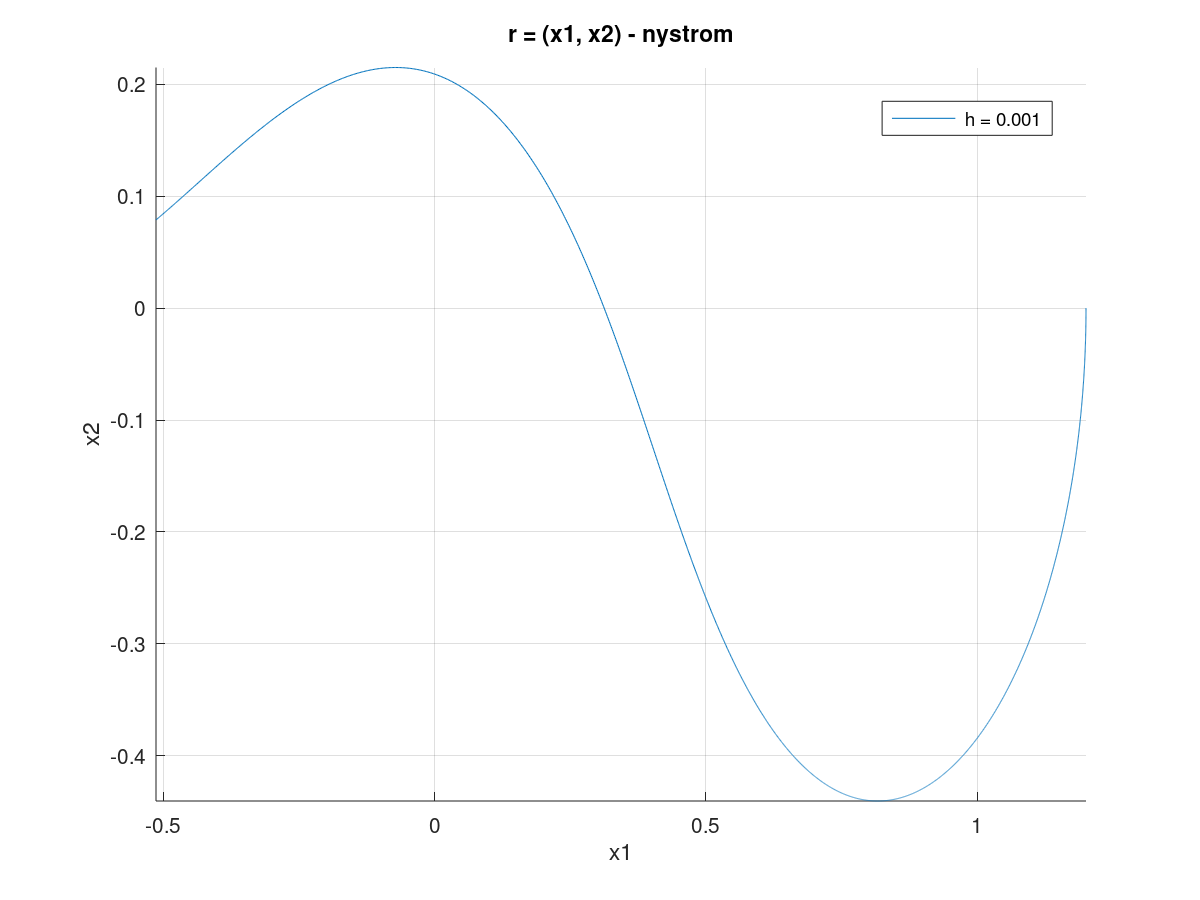 r = (x1, x2) - nystrom
h = 0.001
0.2
0.1
0
-0.1
-0.2
-0.3
-0.4
x2
-0.5
0
0.5
1
x1